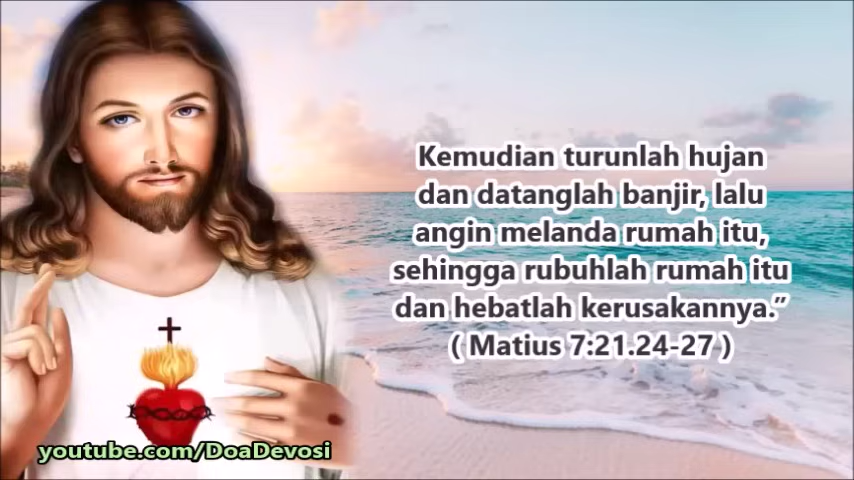 Kemudian turunlah hujan
dan datanglah banjir, lalu
angin melanda rumah itu,
sehingga rubuhlah rumah itu
dan hebatlah kerusakannya.”
( Matius 7:21.24-27 )
youtube.com/DoaDevosi